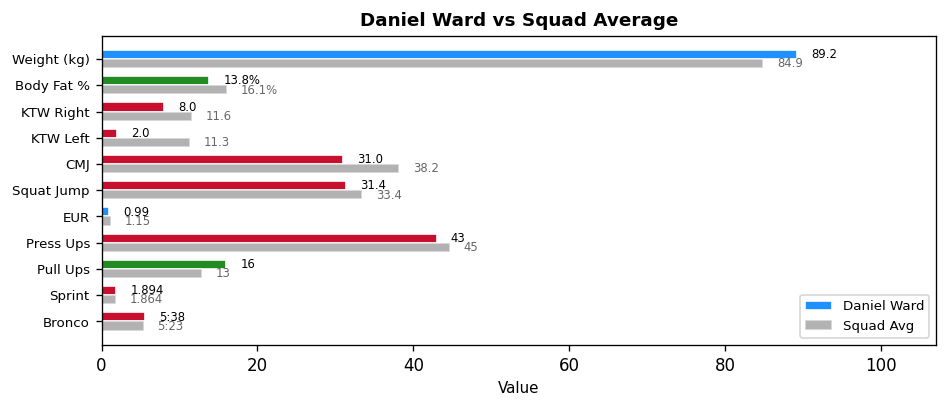 Daniel Ward vs Squad Average
Weight (kg) 89.2
84.9
Body Fat % 13.8%
16.1%
KTW Right 8.0
11.6
KTW Left 2.0
11.3
CMJ 31.0
38.2
Squat Jump 31.4
33.4
EUR 0.99
1.15
Press Ups 43
45
Pull Ups 16
13
Sprint 1.894
1.864
Bronco 5:38
5:23
Daniel Ward
Squad Avg
0 20 40 60 80 100
Value